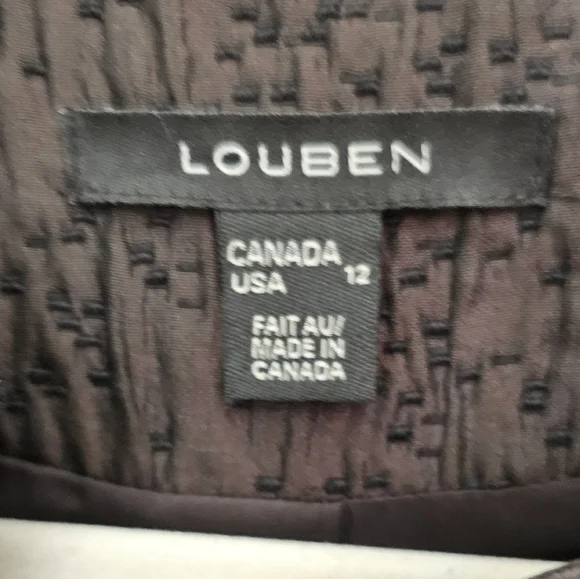 LOUBEN
CANADA
USA 12
FAIT AU/
MADE IN
CANADA